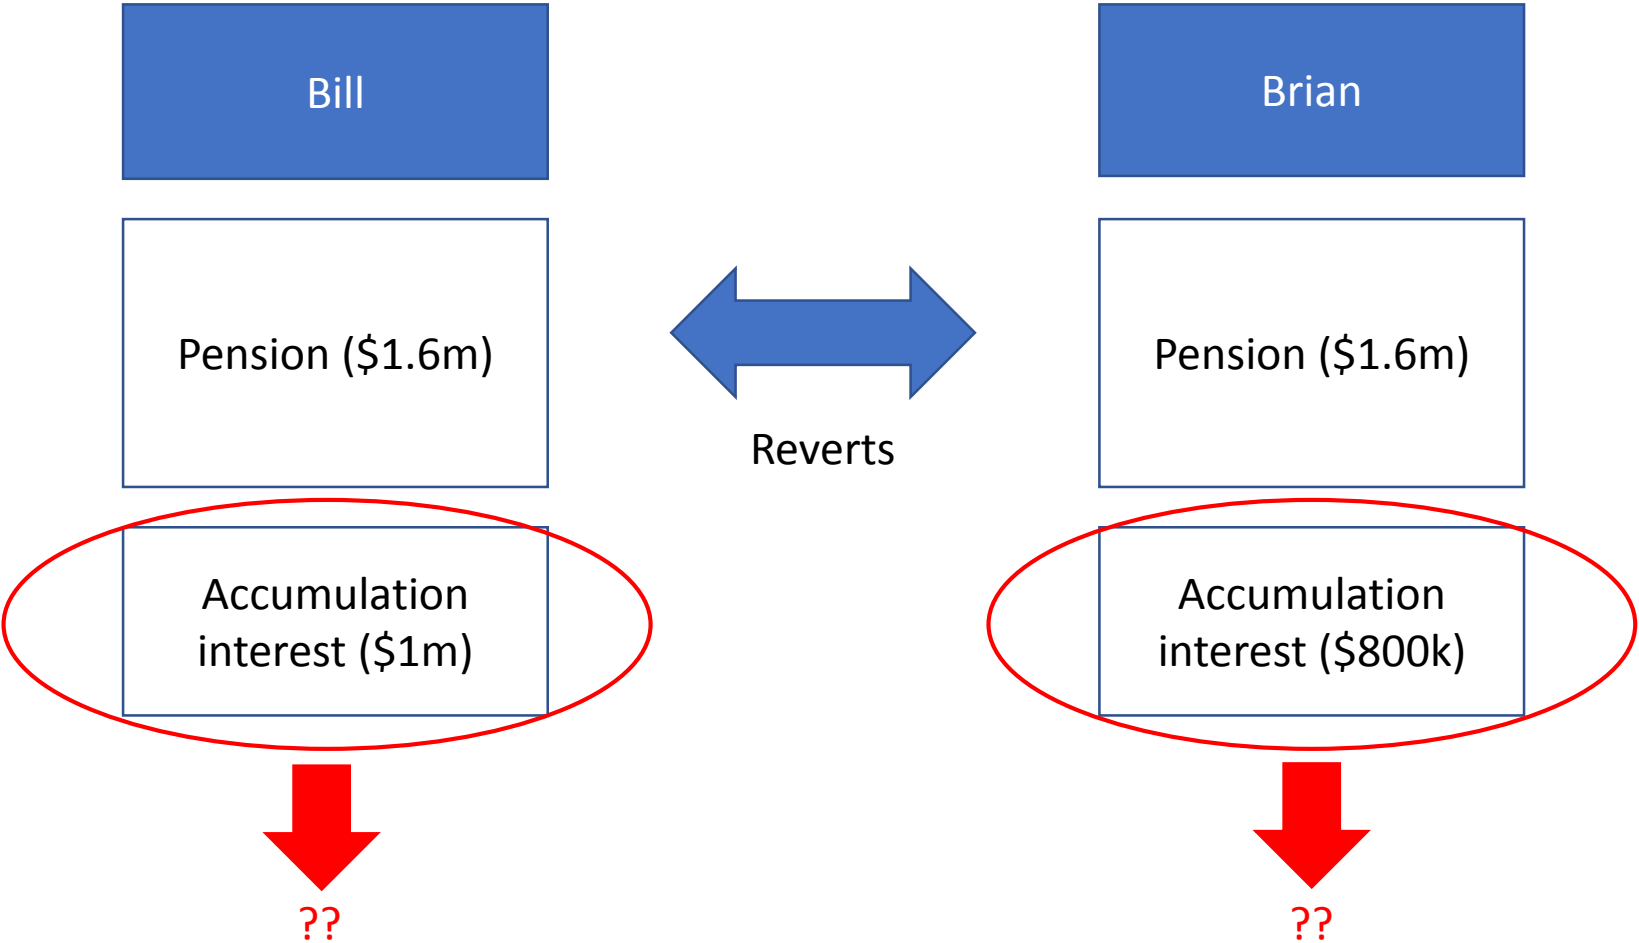 Bill
Brian
Pension ($1.6m)
Reverts
Pension ($1.6m)
Accumulation
interest ($1m)
Accumulation
interest ($800k)
??
??